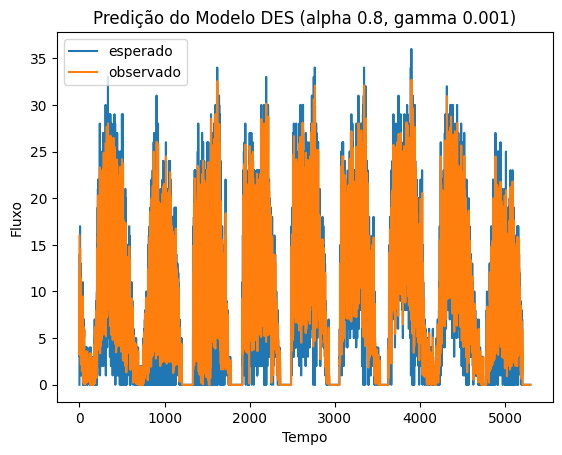 Predição do Modelo DES (alpha 0.8, gamma 0.001)
esperado
observado
Fluxo
35
30
25
20
15
10
5
0
0 1000 2000 3000 4000 5000
Tempo